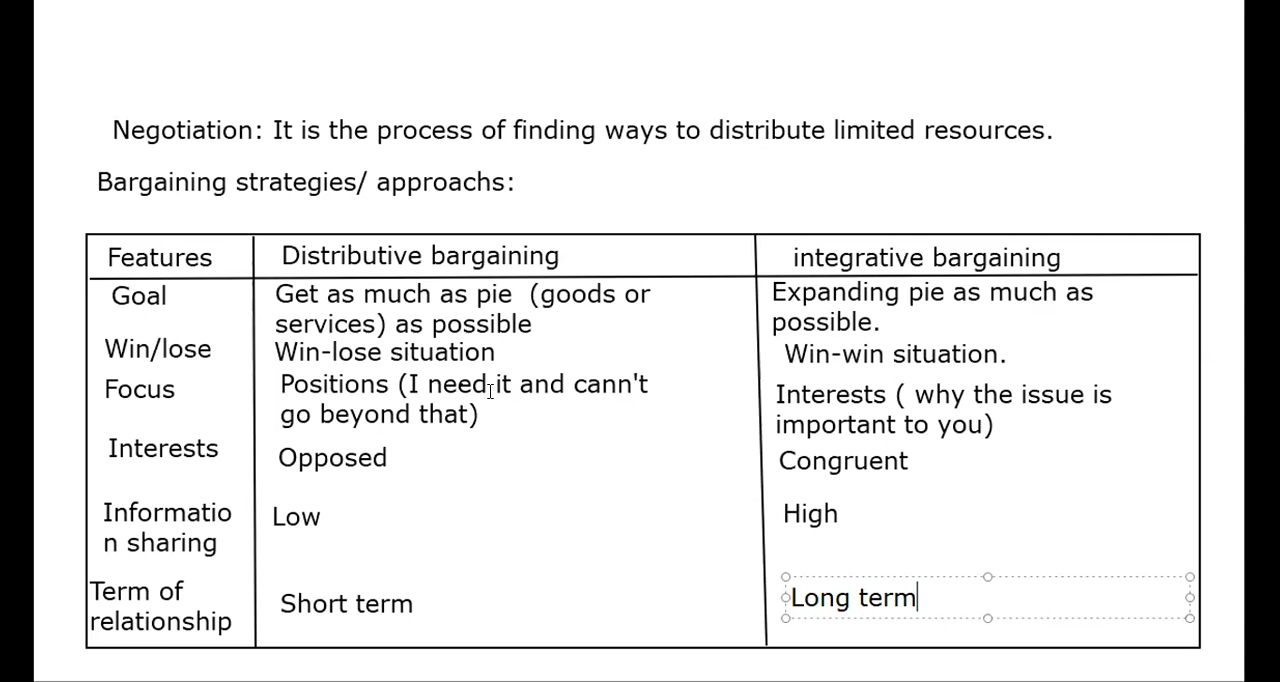 Negotiation: It is the process of finding ways to distribute limited resources.
Bargaining strategies/ approachs:
Features Distributive bargaining integrative bargaining
Goal Get as much as pie (goods or Expanding pie as much as
services) as possible possible.
Win/lose Win-lose situation Win-win situation.
Focus Positions (I need it and cann't Interests ( why the issue is
go beyond that) important to you)
Interests Opposed Congruent
Informatio Low High
n sharing
Term of Short term Long term
relationship